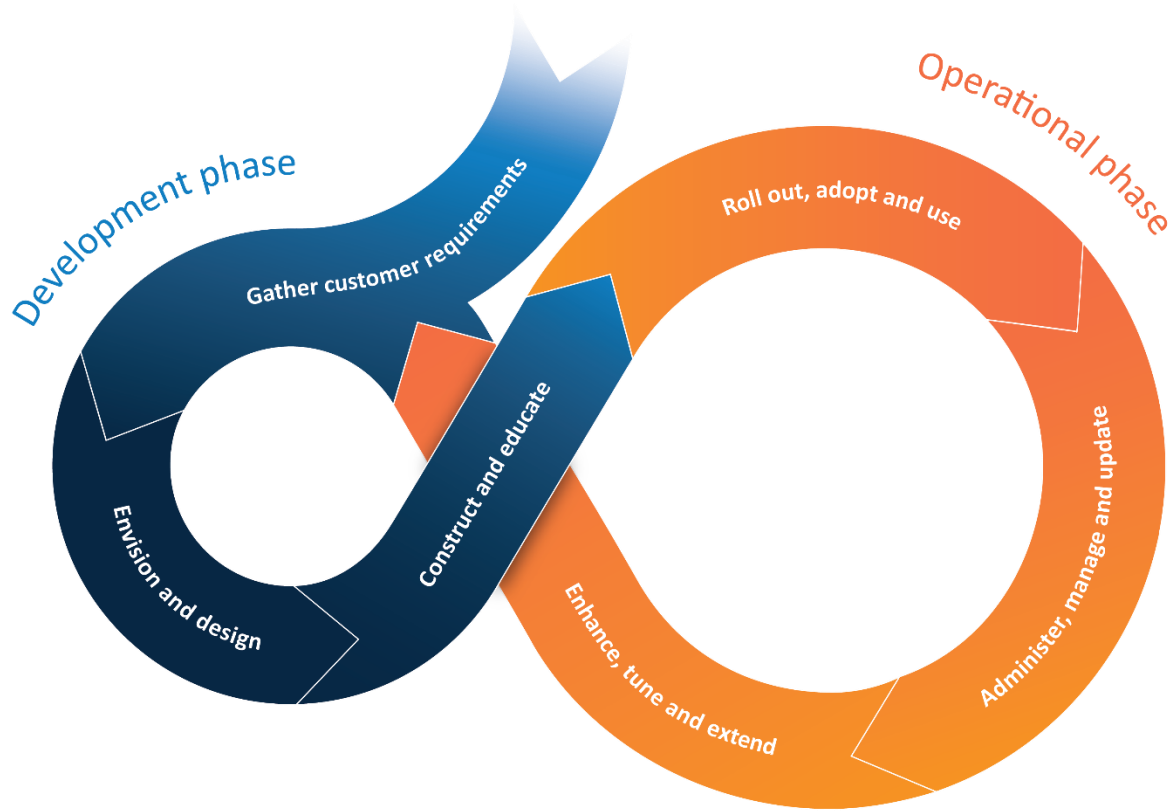 Development phase
Gather customer requirements
Envision and design
Construct and educate
Operational phase
Roll out, adopt and use
Administer, manage and update
Enhance, tune and extend